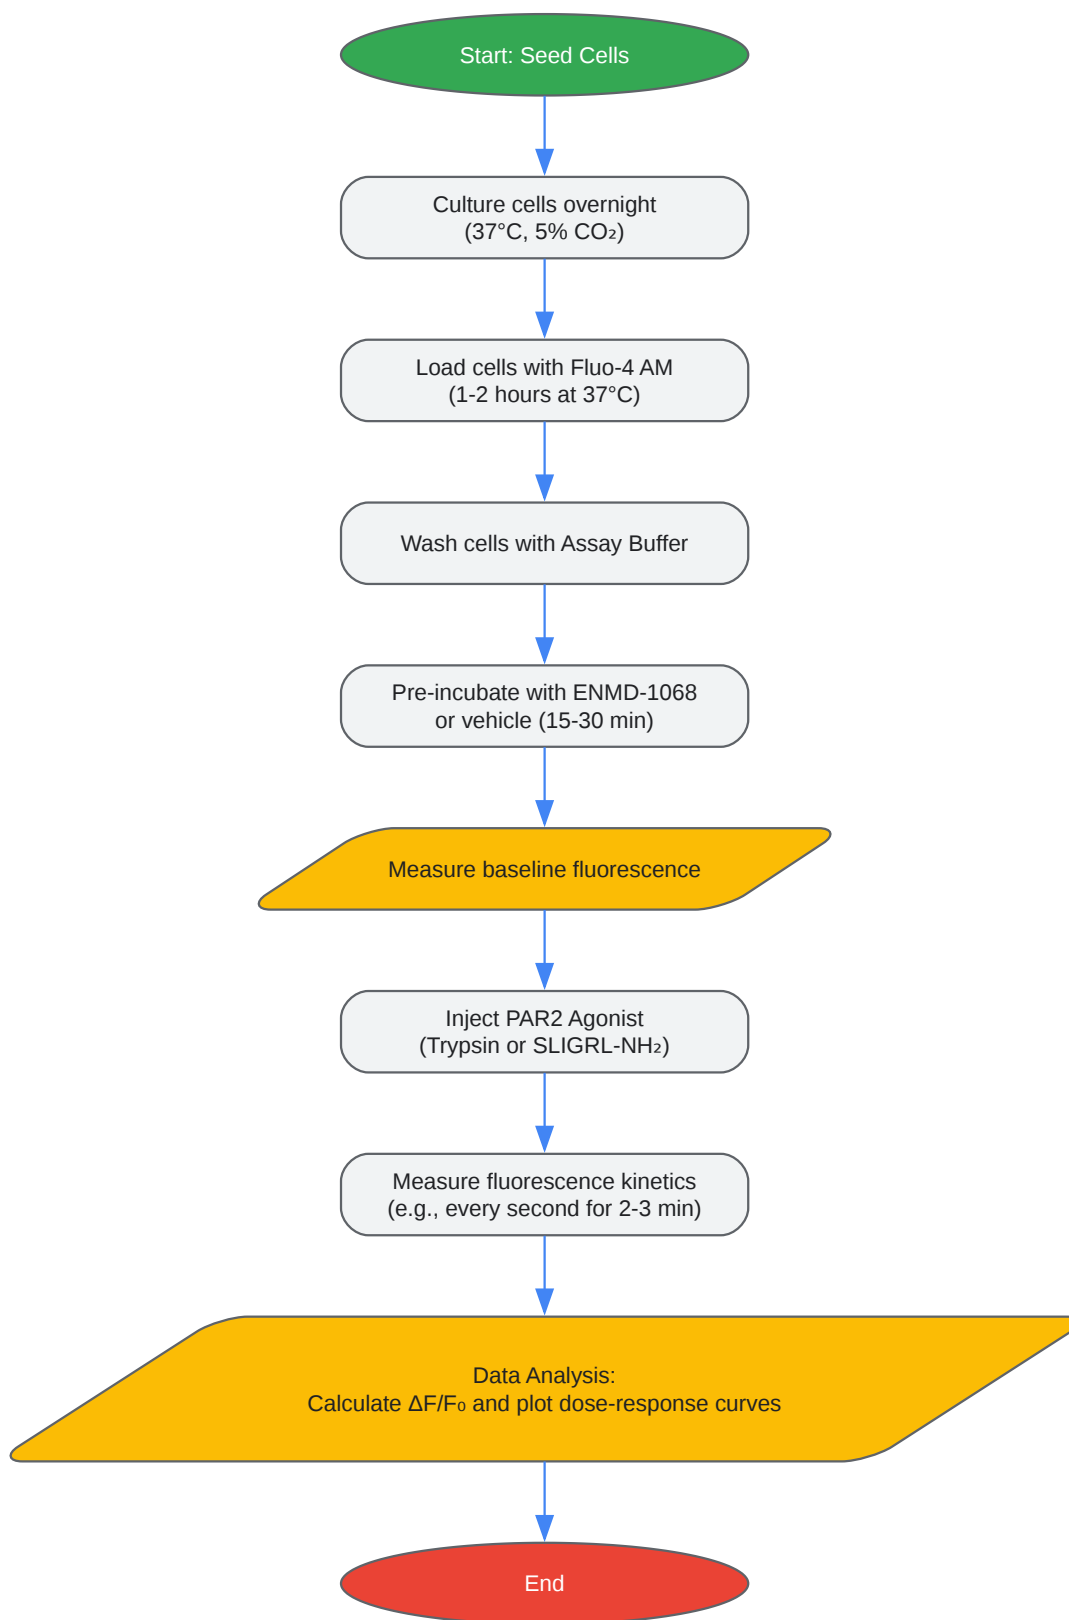 Start: Seed Cells
Culture cells overnight
(37°C, 5% CO₂)
Load cells with Fluo-4 AM
(1-2 hours at 37°C)
Wash cells with Assay Buffer
Pre-incubate with ENMD-1068
or vehicle (15-30 min)
Measure baseline fluorescence
Inject PAR2 Agonist
(Trypsin or SLIGRL-NH₂)
Measure fluorescence kinetics
(e.g., every second for 2-3 min)
Data Analysis:
Calculate ΔF/F₀ and plot dose-response curves
End